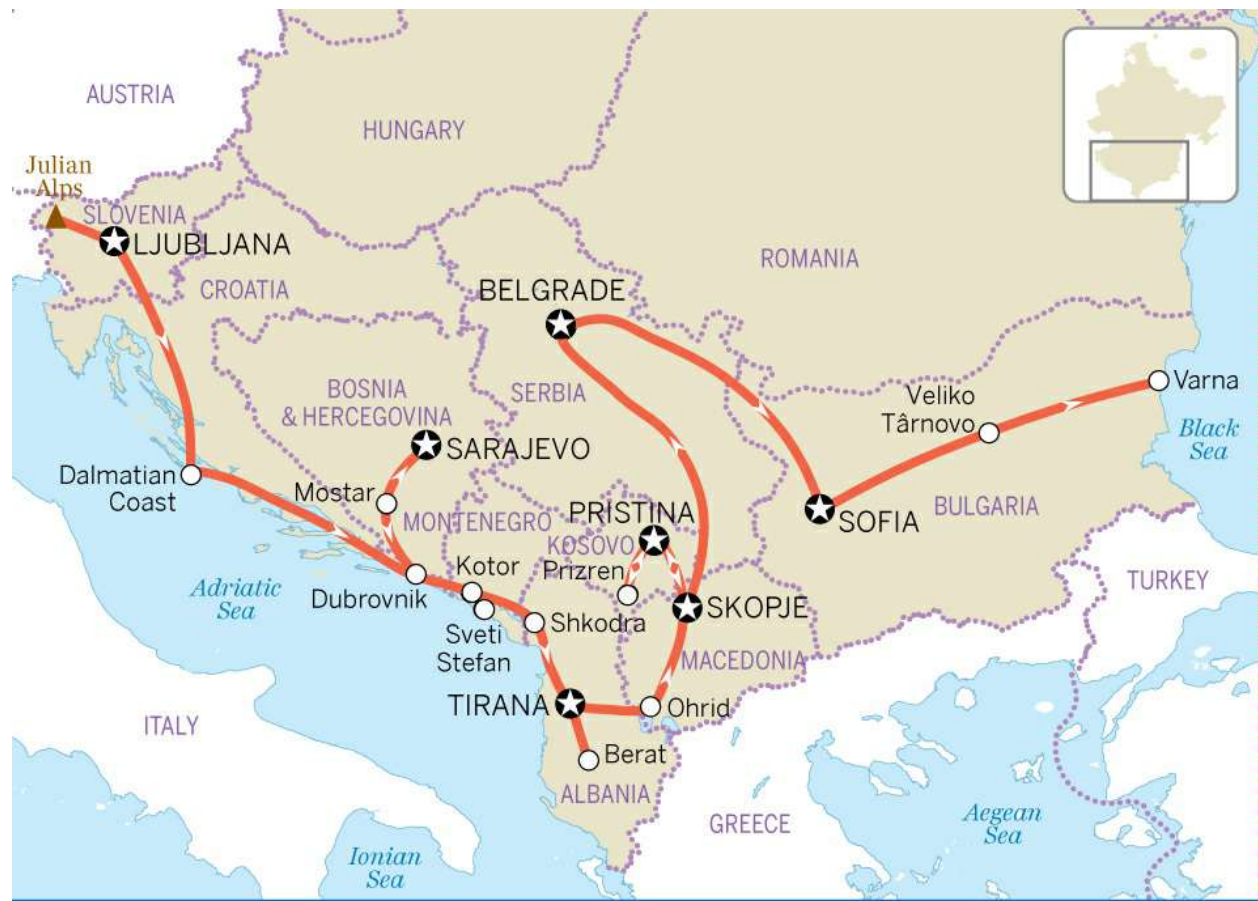 AUSTRIA
HUNGARY
Julian
Alps
SLOVENIA
LJUBLJANA
ROMANIA
CROATIA
BELGRADE
BOSNIA
& HERCEGOVINA
SERBIA
Varna
Veliko
Târnovo
Black
Sea
SARAJEVO
Dalmatian
Coast
Mostar
MONTENEGRO
PRISTINA
KOSOVO
Prizren
SOFIA
BULGARIA
Adriatic
Sea
Dubrovnik
Kotor
Sveti
Stefan
Shkodra
SKOPJE
TURKEY
MACEDONIA
TIRANA
Ohrid
ITALY
Berat
ALBANIA
GREECE
Aegean
Sea
Ionian
Sea